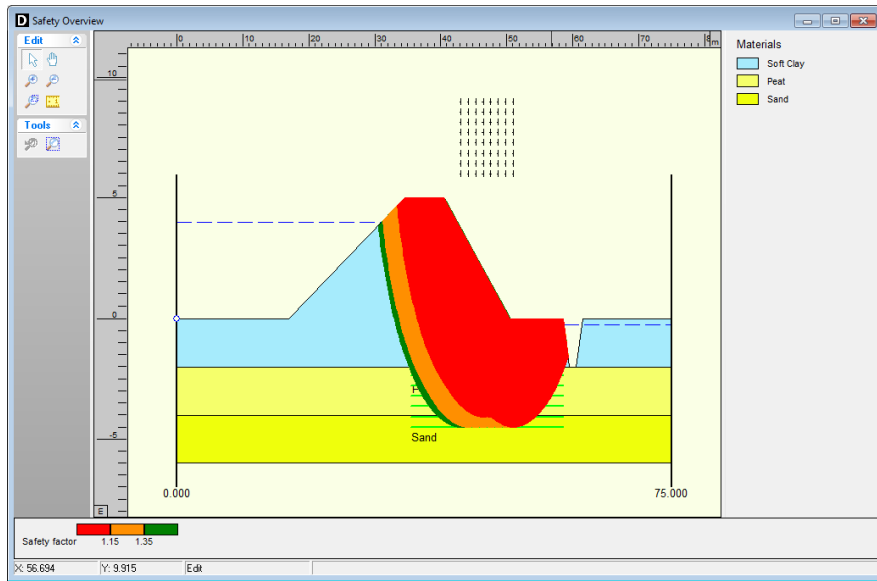 D Safety Overview
Edit
Tools
0 10 20 30 40 50 60 70 8 m
10
5
0
-5
E
Sand
0.000 75.000
Materials
Soft Clay
Peat
Sand
Safety factor 1.15 1.35
X: 56.694 Y: 9.915 Edit